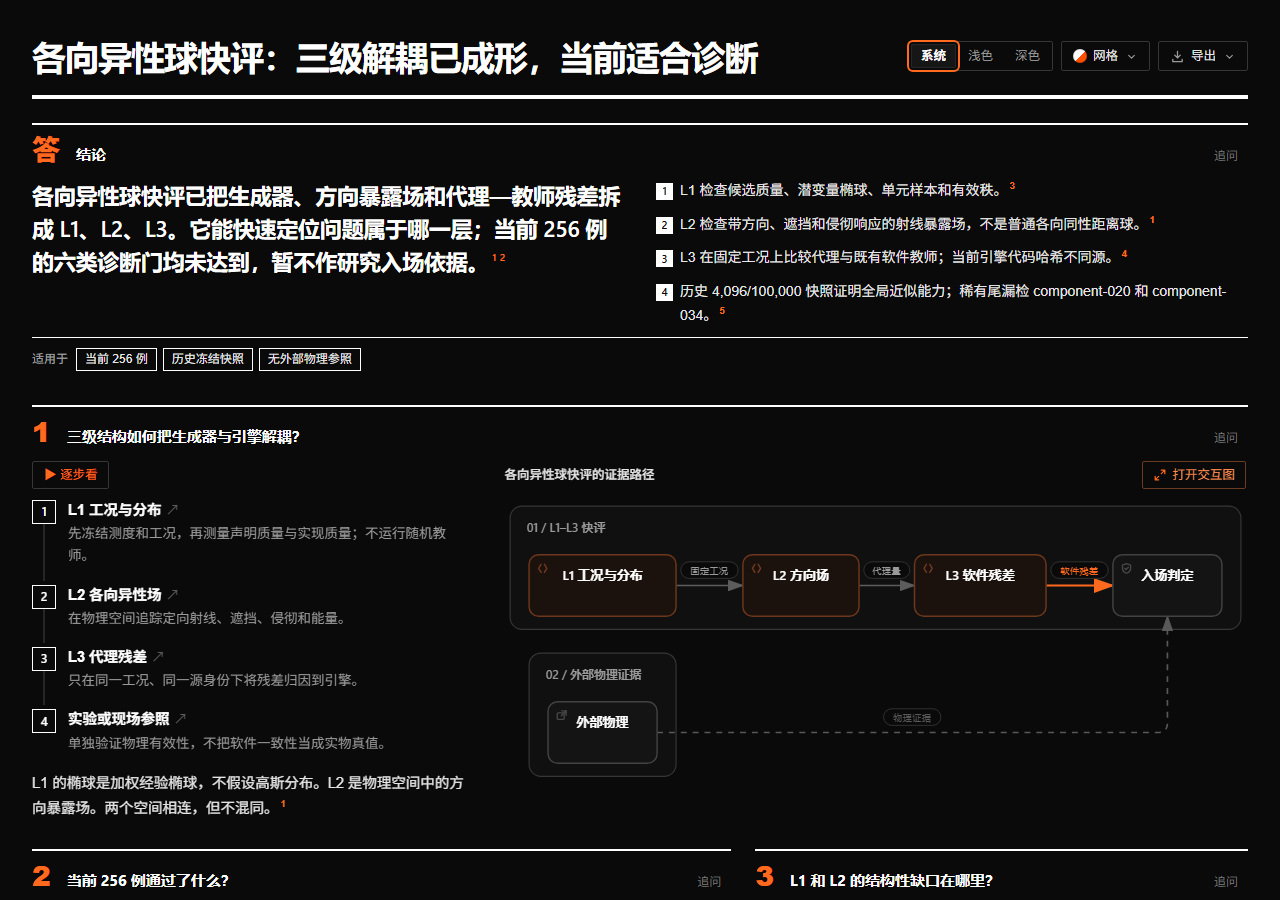 各向异性球快评：三级解耦已成形，当前适合诊断
系统 浅色 深色 网格 导出
答 结论 追问
各向异性球快评已把生成器、方向暴露场和代理—教师残差拆
成 L1、L2、L3。它能快速定位问题属于哪一层；当前 256 例
的六类诊断门均未达到，暂不作研究入场依据。 1 2
1 L1 检查候选质量、潜变量椭球、单元样本和有效秩。 3
2 L2 检查带方向、遮挡和侵彻响应的射线暴露场，不是普通各向同性距离球。 1
3 L3 在固定工况上比较代理与既有软件教师；当前引擎代码哈希不同源。 4
4 历史 4,096/100,000 快照证明全局近似能力；稀有尾漏检 component-020 和 component-
034。 5
适用于 当前 256 例 历史冻结快照 无外部物理参照
1 三级结构如何把生成器与引擎解耦? 追问
逐步看
1 L1 工况与分布
先冻结测度和工况，再测量声明质量与实现质量；不运行随机教
师。
2 L2 各向异性场
在物理空间追踪定向射线、遮挡、侵彻和能量。
3 L3 代理残差
只在同一工况、同一源身份下将残差归因到引擎。
4 实验或现场参照
单独验证物理有效性，不把软件一致性当成实物真值。
L1 的椭球是加权经验椭球，不假设高斯分布。L2 是物理空间中的方
向暴露场。两个空间相连，但不混同。 1
各向异性球快评的证据路径
打开交互图
01 / L1–L3 快评
L1 工况与分布 固定工况 L2 方向场 代理量 L3 软件残差 软件残差 入场判定
02 / 外部物理证据
外部物理
物理证据
2 当前 256 例通过了什么? 追问
3 L1 和 L2 的结构性缺口在哪里? 追问